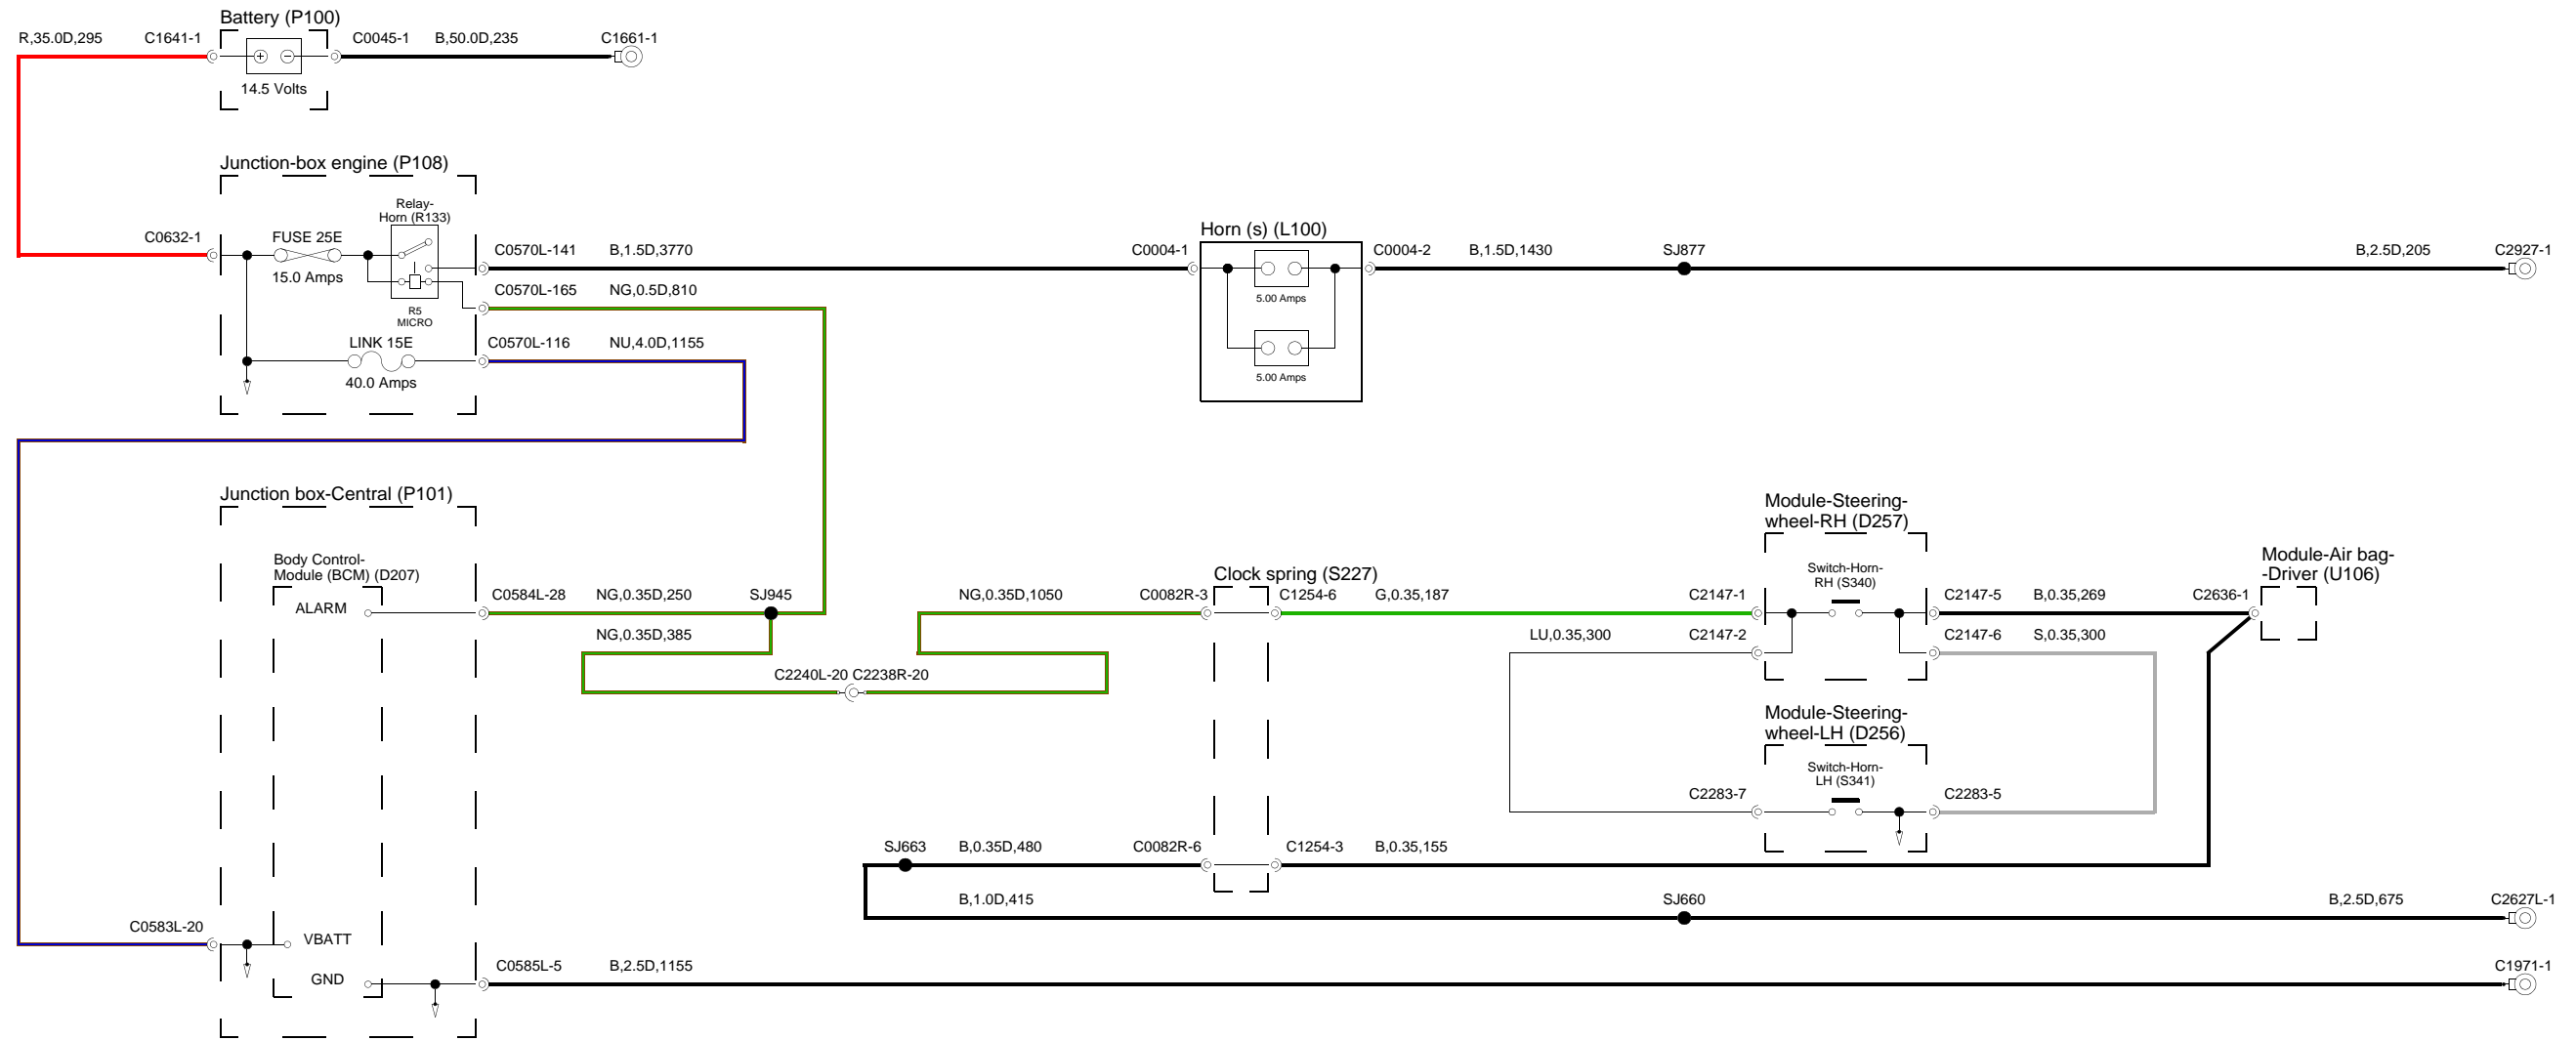 Battery (P100)
R,35.0D,295
C1641-1
C0045-1
B,50.0D,235
C1661-1
14.5 Volts
Junction-box engine (P108)
Relay-
Horn (R133)
C0632-1
FUSE 25E
15.0 Amps
C0570L-141
B,1.5D,3770
C0004-1
Horn (s) (L100)
C0004-2
B,1.5D,1430
SJ877
B,2.5D,205
C2927-1
5.00 Amps
5.00 Amps
C0570L-165
NG,0.5D,810
R5
MICRO
LINK 15E
40.0 Amps
C0570L-116
NU,4.0D,1155
Junction box-Central (P101)
Body Control-
Module (BCM) (D207)
ALARM
C0584L-28
NG,0.35D,250
SJ945
NG,0.35D,385
C2240L-20 C2238R-20
NG,0.35D,1050
C0082R-3
Clock spring (S227)
C1254-6
G,0.35,187
C2147-1
LU,0.35,300
C2147-2
Module-Steering-
wheel-RH (D257)
Switch-Horn-
RH (S340)
C2147-5
B,0.35,269
C2636-1
C2147-6
S,0.35,300
Module-Air bag-
-Driver (U106)
Module-Steering-
wheel-LH (D256)
Switch-Horn-
LH (S341)
C2283-7
C2283-5
SJ663
B,0.35D,480
C0082R-6
C1254-3
B,0.35,155
B,1.0D,415
SJ660
B,2.5D,675
C2627L-1
C0583L-20
VBATT
GND
C0585L-5
B,2.5D,1155
C1971-1